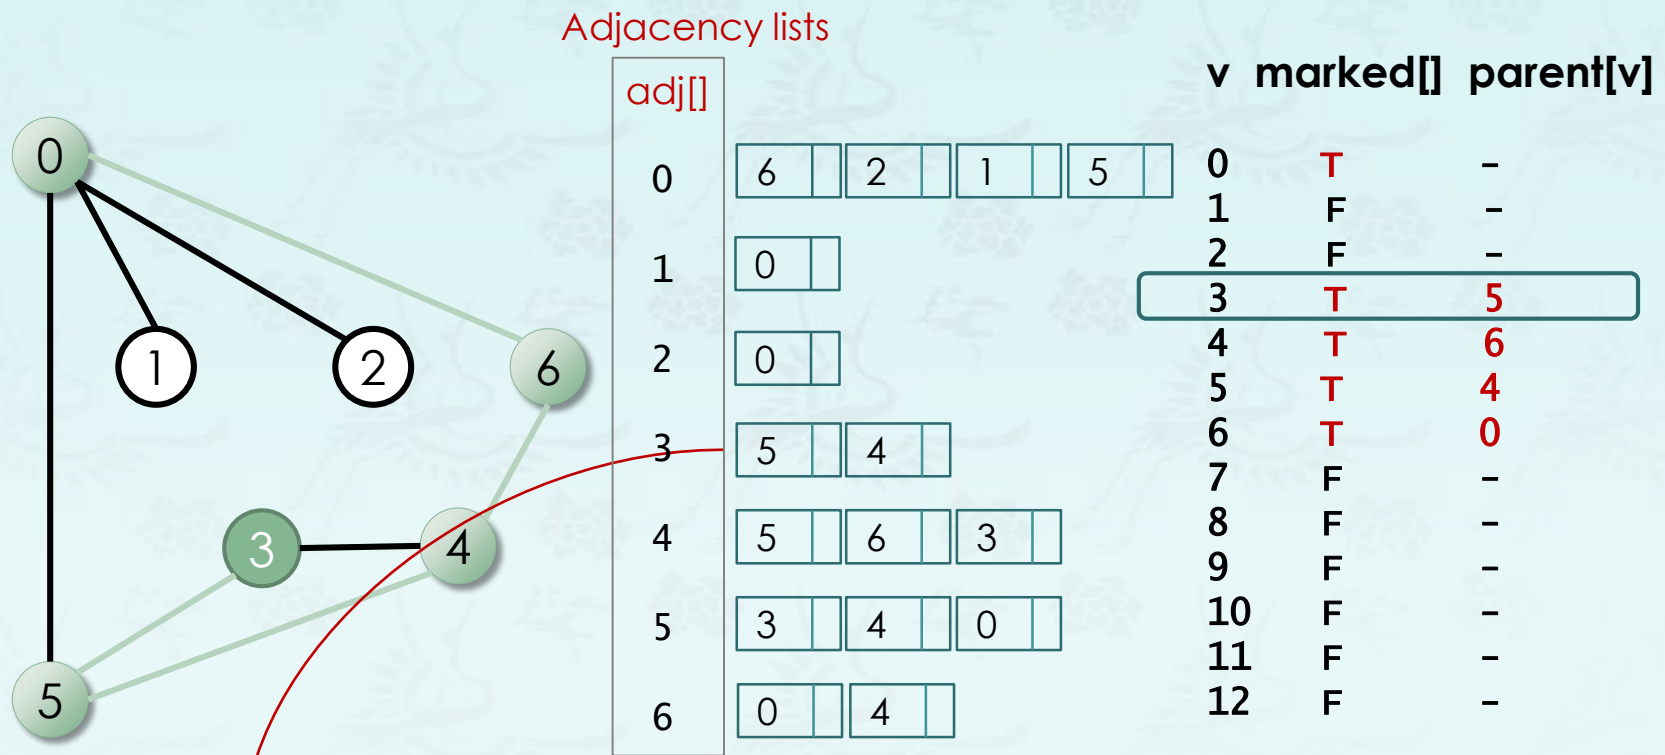 Adjacency lists
adj[]
0 6 2 1 5
1 0
2 0
3 5 4
4 5 6 3
5 3 4 0
6 0 4
v marked[] parent[v]
0 T -
1 F -
2 F -
3 T 5
4 T 6
5 T 4
6 T 0
7 F -
8 F -
9 F -
10 F -
11 F -
12 F -
0
1
2
6
3
4
5